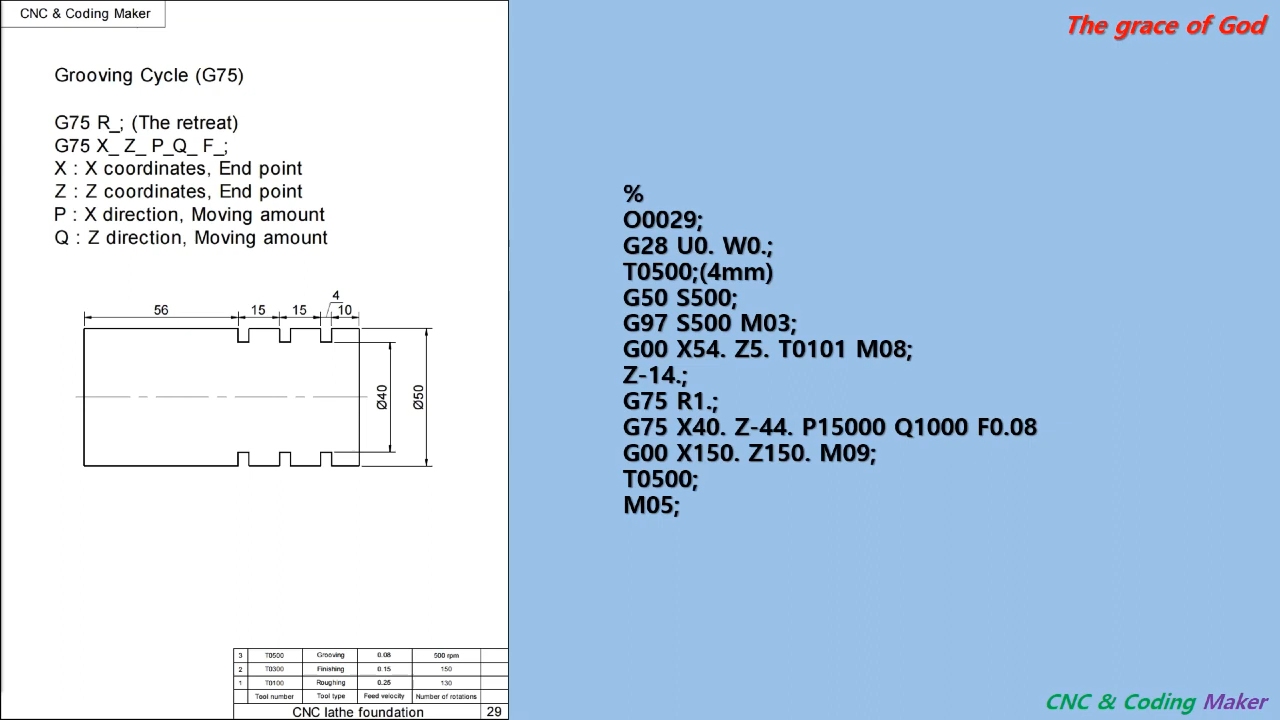 CNC & Coding Maker
Grooving Cycle (G75)
G75 R_; (The retreat)
G75 X_ Z_ P_Q_ F_;
X : X coordinates, End point
Z : Z coordinates, End point
P : X direction, Moving amount
Q : Z direction, Moving amount
4
56 15 15 10
Ø40 Ø50
3 T0500 Grooving 0.08 500 rpm
2 T0300 Finishing 0.15 150
1 T0100 Roughing 0.25 130
Tool number Tool type Feed velocity Number of rotations
CNC lathe foundation 29
The grace of God
%
O0029;
G28 U0. W0.;
T0500;(4mm)
G50 S500;
G97 S500 M03;
G00 X54. Z5. T0101 M08;
Z-14.;
G75 R1.;
G75 X40. Z-44. P15000 Q1000 F0.08
G00 X150. Z150. M09;
T0500;
M05;
CNC & Coding Maker